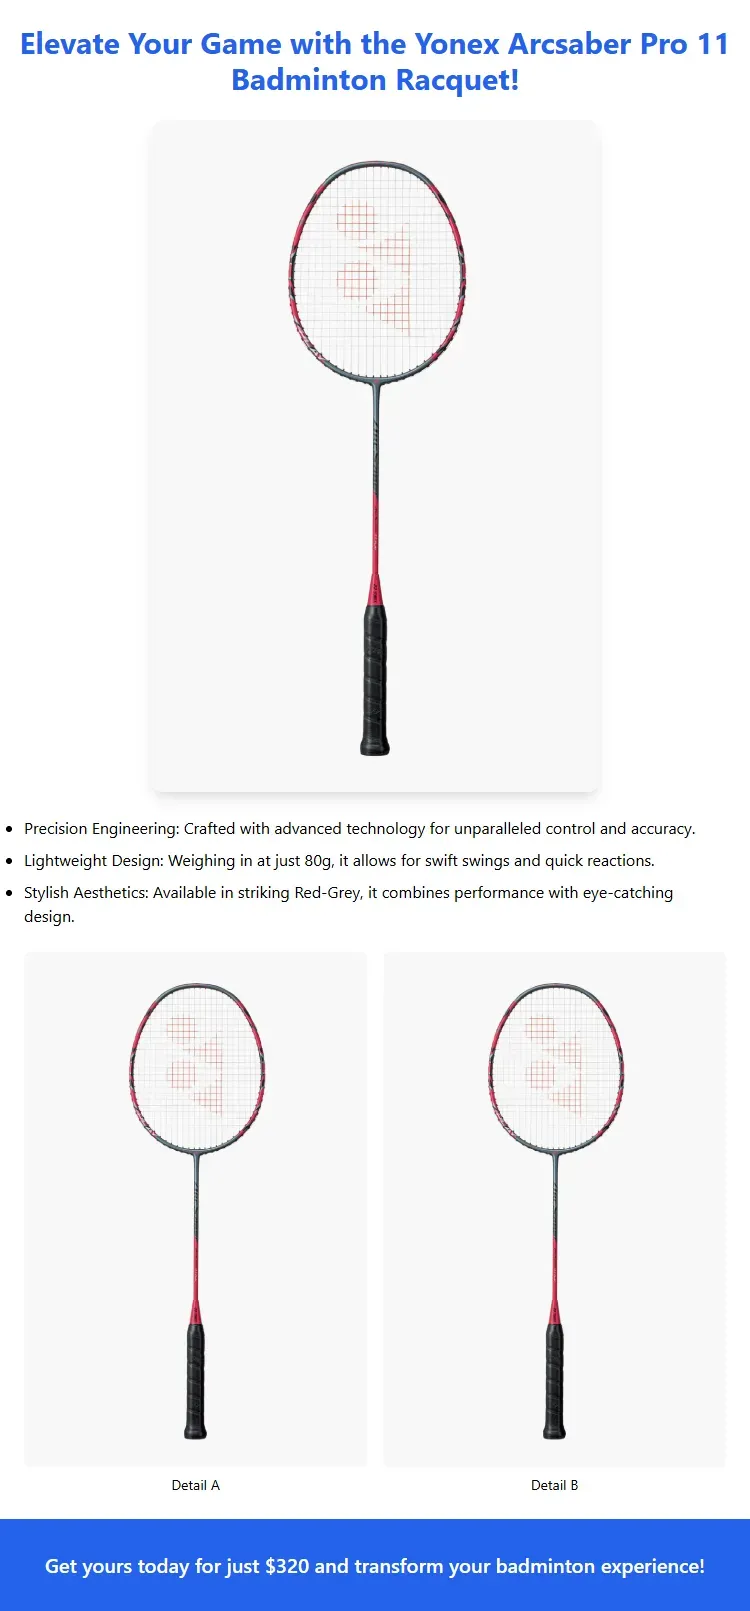 Elevate Your Game with the Yonex Arcsaber Pro 11
Badminton Racquet!
Precision Engineering: Crafted with advanced technology for unparalleled control and accuracy.
Lightweight Design: Weighing in at just 80g, it allows for swift swings and quick reactions.
Stylish Aesthetics: Available in striking Red-Grey, it combines performance with eye-catching
design.
Detail A
Detail B
Get yours today for just $320 and transform your badminton experience!